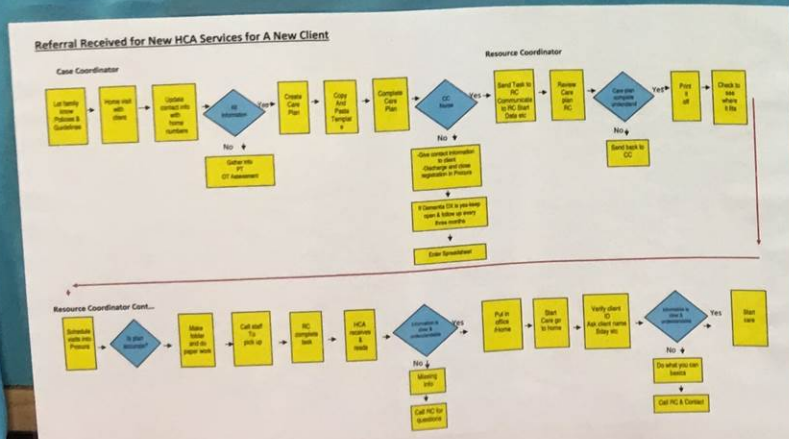 Referral Received for New HCA Services for A New Client
Case Coordinator
Resource Coordinator
Let family
know
Policies &
Guidelines
Home visit
with
client
Update
contact info
with
home
numbers
All
information
Yes
No
Gather info
PT
OT Assessment
Create
Care
Plan
Copy
And
Paste
Templat
e
Complete
Care
Plan
CC
Yes
No
Give contact information
to client
Discharge and close
registration in Procura
If Dementia DX is yes keep
open & follow up every
three months
Enter Spreadsheet
Send Task to
RC
Communicate
to RC Start
Date etc
Review
Care
plan
RC
Care plan
complete
understand
Yes
No
Send back to
CC
Print
it
off
Check to
see
where
it fits
Resource Coordinator Cont...
Schedule
visits into
Procura
Is plan
accurate?
Make
folder
and do
paper work
Call staff
To
pick up
RC
complete
task
HCA
receives
&
reads
Information is
clear &
understandable
Yes
No
Missing
info
Call RC for
questions
Put in
office
/Home
Start
Care go
to home
Verify client
ID
Ask client name
Bday etc
Information is
clear &
understandable
Yes
No
Do what you can
basics
Call RC & Contact
Start
care